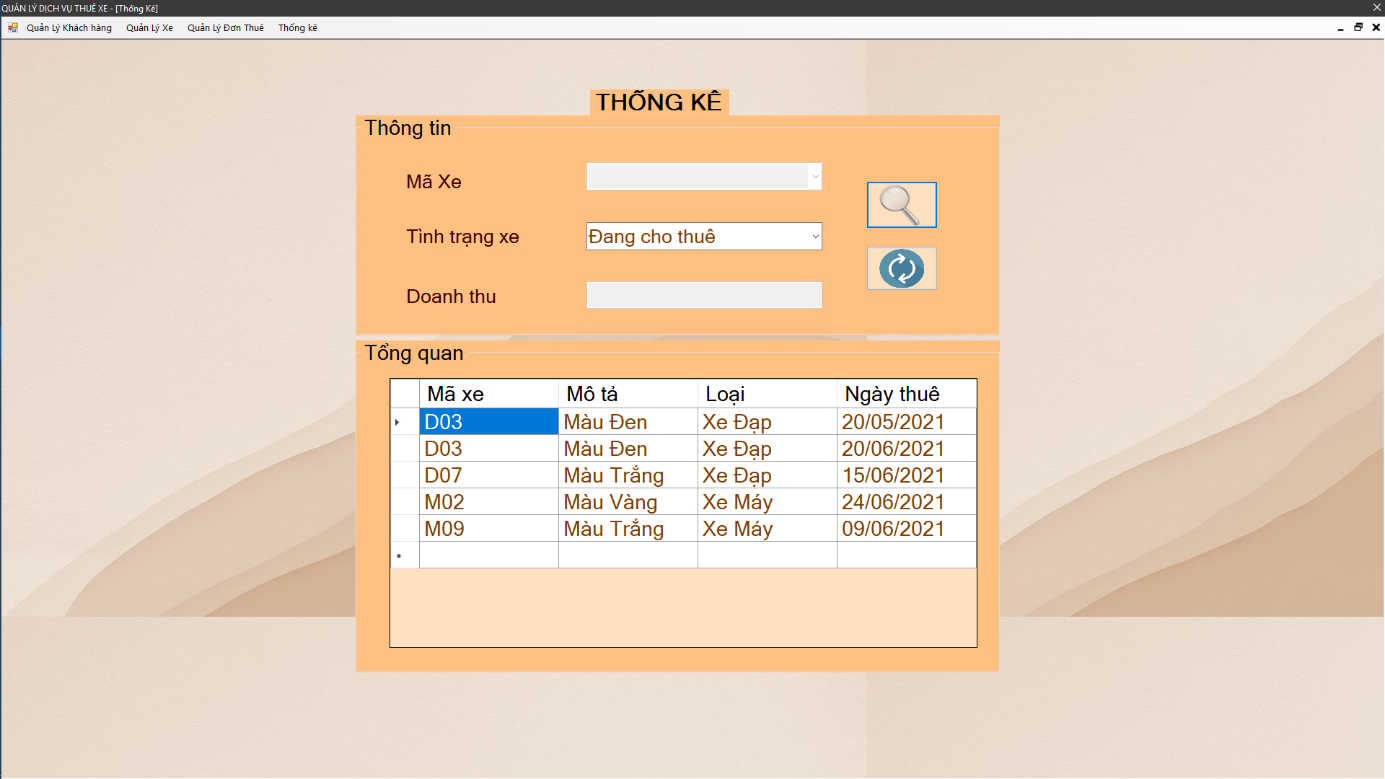 QUẢN LÝ DỊCH VỤ THUÊ XE - [Thống Kê]
Quản Lý Khách hàng Quản Lý Xe Quản Lý Đơn Thuê Thống kê
THỐNG KÊ
Thông tin
Mã Xe
Tình trạng xe Đang cho thuê
Doanh thu
Tổng quan
Mã xe Mô tả Loại Ngày thuê
D03 Màu Đen Xe Đạp 20/05/2021
D03 Màu Đen Xe Đạp 20/06/2021
D07 Màu Trắng Xe Đạp 15/06/2021
M02 Màu Vàng Xe Máy 24/06/2021
M09 Màu Trắng Xe Máy 09/06/2021